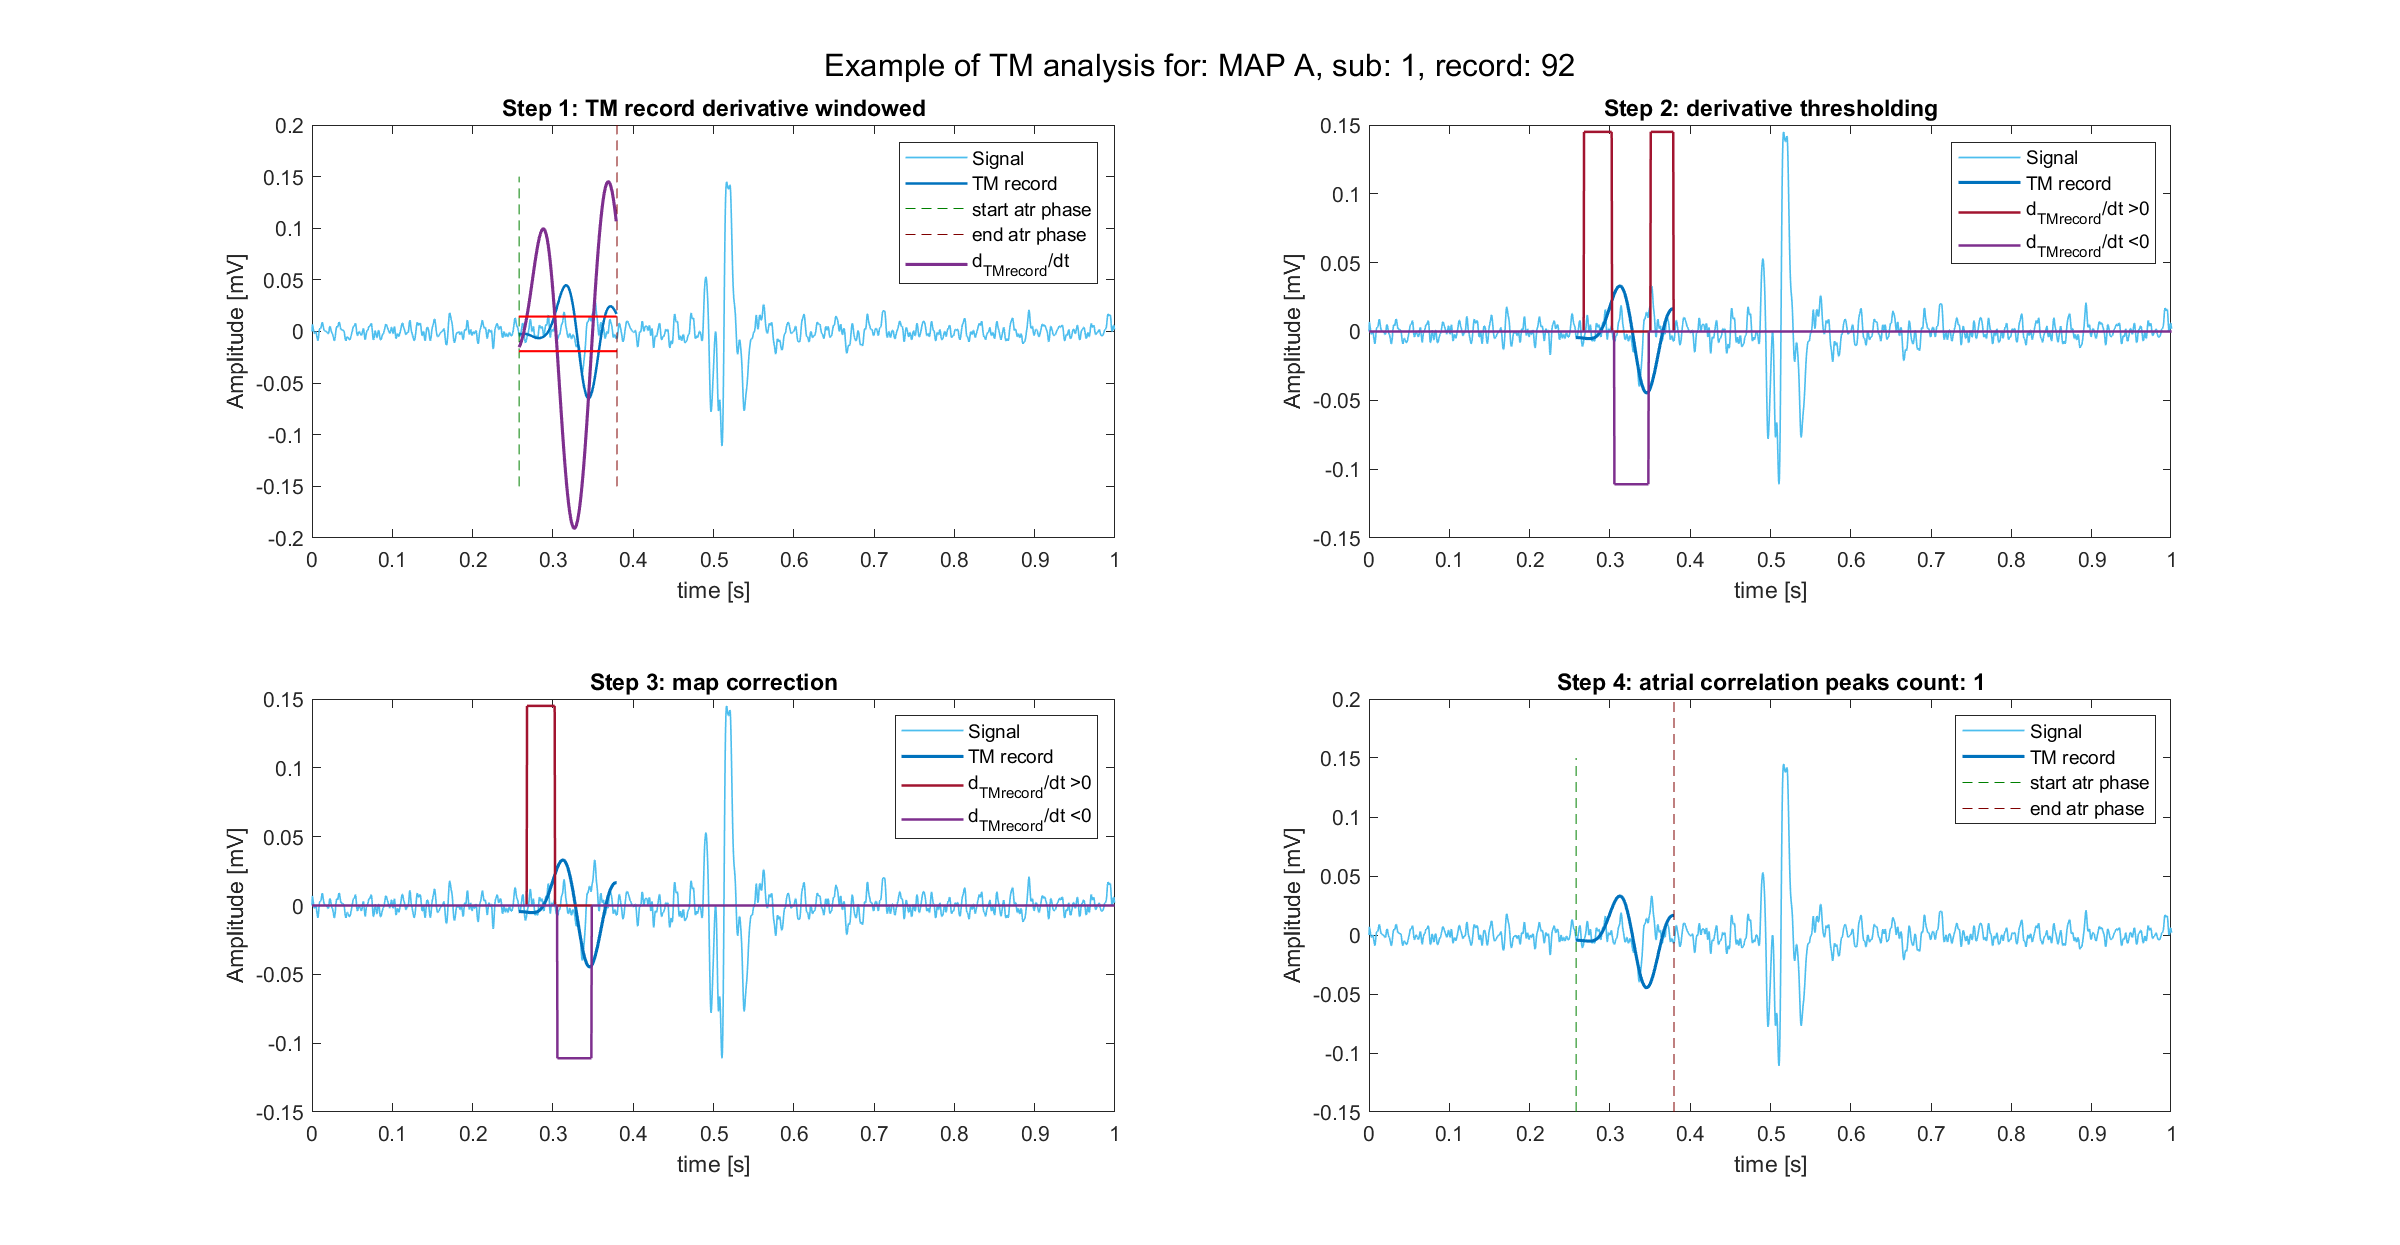 Example of TM analysis for: MAP A, sub: 1, record: 92
Step 1: TM record derivative windowed
0.2
0.15
0.1
0.05
0
-0.05
-0.1
-0.15
-0.2
Amplitude [mV]
0 0.1 0.2 0.3 0.4 0.5 0.6 0.7 0.8 0.9 1
time [s]
Signal
TM record
start atr phase
end atr phase
d_TMrecord/dt
Step 2: derivative thresholding
0.15
0.1
0.05
0
-0.05
-0.1
-0.15
Amplitude [mV]
0 0.1 0.2 0.3 0.4 0.5 0.6 0.7 0.8 0.9 1
time [s]
Signal
TM record
d_TMrecord/dt >0
d_TMrecord/dt <0
Step 3: map correction
0.15
0.1
0.05
0
-0.05
-0.1
-0.15
Amplitude [mV]
0 0.1 0.2 0.3 0.4 0.5 0.6 0.7 0.8 0.9 1
time [s]
Signal
TM record
d_TMrecord/dt >0
d_TMrecord/dt <0
Step 4: atrial correlation peaks count: 1
0.2
0.15
0.1
0.05
0
-0.05
-0.1
-0.15
Amplitude [mV]
0 0.1 0.2 0.3 0.4 0.5 0.6 0.7 0.8 0.9 1
time [s]
Signal
TM record
start atr phase
end atr phase